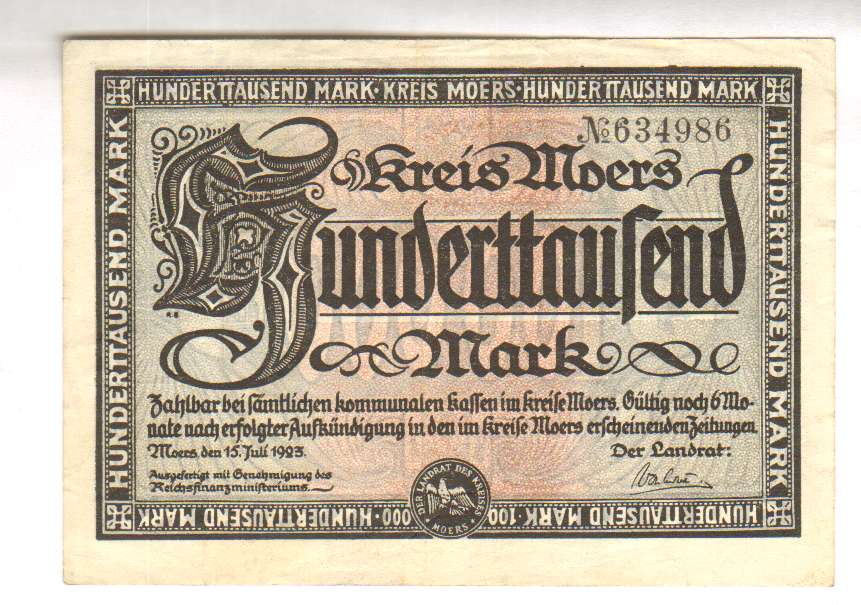 HUNDERTTAUSEND MARK · KREIS MOERS · HUNDERTTAUSEND MARK
№634986
Kreis Moers
Hunderttausend
Mark
Zahlbar bei sämtlichen kommunalen Kassen im Kreise Moers. Gültig noch 6 Mo-
nate nach erfolgter Aufkündigung in den im Kreise Moers erscheinenden Zeitungen.
Moers, den 15. Juli 1923.
Der Landrat:
Ausgefertigt mit Genehmigung des
Reichsfinanzministeriums.
HUNDERTTAUSEND MARK
HUNDERTTAUSEND MARK
DER LANDRAT DES KREISES
MOERS
HUNDERTTAUSEND MARK · 100 000 · HUNDERTTAUSEND MARK